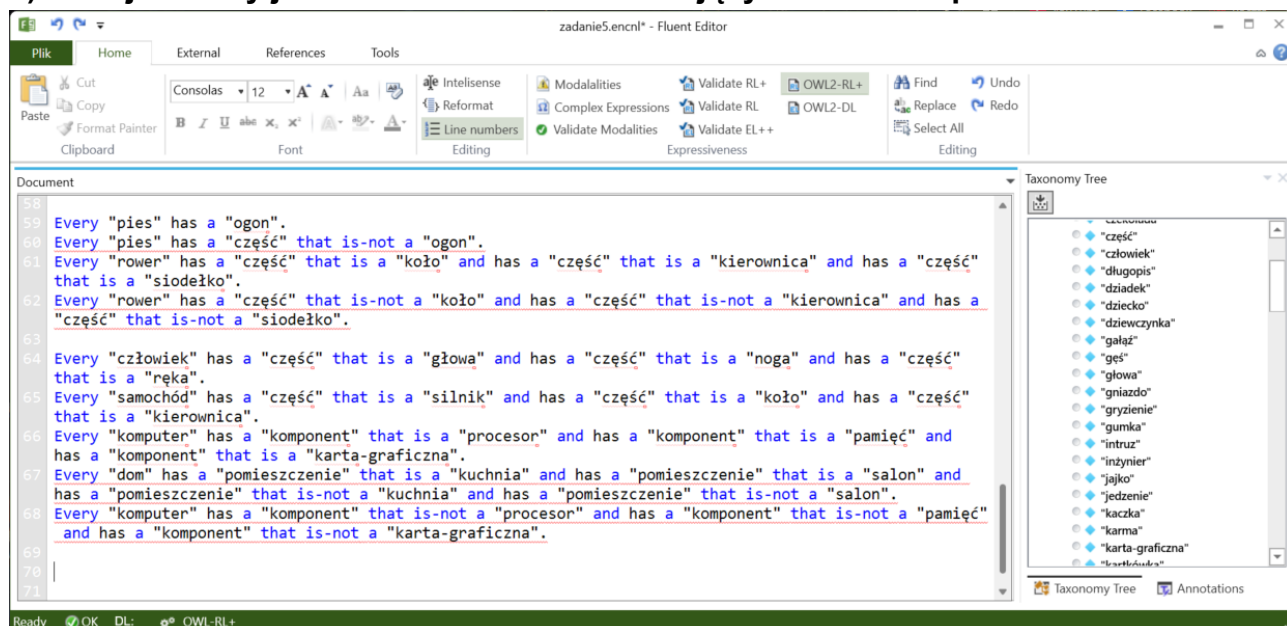 zadanie5.encnl* - Fluent Editor
Plik Home External References Tools
Paste
Cut
Copy
Format Painter
Clipboard
Consolas 12 A A Aa
B I U abc x, x² A
Font
aje Intelisense
Reformat
Line numbers
Editing
Modalalities
Complex Expressions
Validate Modalities
Validate RL+
Validate RL
Validate EL++
OWL2-RL+
OWL2-DL
Expressiveness
Find
Replace
Select All
Undo
Redo
Editing
Document
58
59 Every "pies" has a "ogon".
60 Every "pies" has a "część" that is-not a "ogon".
61 Every "rower" has a "część" that is a "koło" and has a "część" that is a "kierownica" and has a "część"
that is a "siodełko".
62 Every "rower" has a "część" that is-not a "koło" and has a "część" that is-not a "kierownica" and has a
"część" that is-not a "siodełko".
63
64 Every "człowiek" has a "część" that is a "głowa" and has a "część" that is a "noga" and has a "część"
that is a "ręka".
65 Every "samochód" has a "część" that is a "silnik" and has a "część" that is a "koło" and has a "część"
that is a "kierownica".
66 Every "komputer" has a "komponent" that is a "procesor" and has a "komponent" that is a "pamięć" and
has a "komponent" that is a "karta-graficzna".
67 Every "dom" has a "pomieszczenie" that is a "kuchnia" and has a "pomieszczenie" that is a "salon" and
has a "pomieszczenie" that is-not a "kuchnia" and has a "pomieszczenie" that is-not a "salon".
68 Every "komputer" has a "komponent" that is-not a "procesor" and has a "komponent" that is-not a "pamięć"
and has a "komponent" that is-not a "karta-graficzna".
69
70
71
Taxonomy Tree
"część"
"człowiek"
"długopis"
"dziadek"
"dziecko"
"dziewczynka"
"gałąź"
"gęś"
"głowa"
"gniazdo"
"gryzienie"
"gumka"
"intruz"
"inżynier"
"jajko"
"jedzenie"
"kaczka"
"karma"
"karta-graficzna"
"kartkówka"
Taxonomy Tree Annotations
Ready OK DL: OWL-RL+